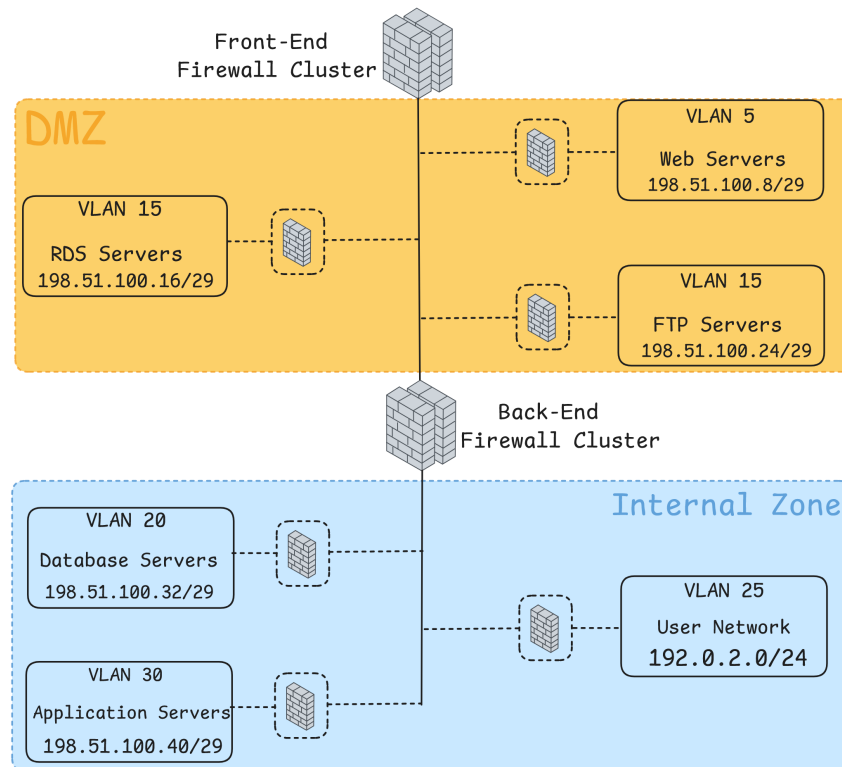 Front-End
Firewall Cluster
DMZ
VLAN 5
Web Servers
198.51.100.8/29
VLAN 15
RDS Servers
198.51.100.16/29
VLAN 15
FTP Servers
198.51.100.24/29
Back-End
Firewall Cluster
Internal Zone
VLAN 20
Database Servers
198.51.100.32/29
VLAN 25
User Network
192.0.2.0/24
VLAN 30
Application Servers
198.51.100.40/29